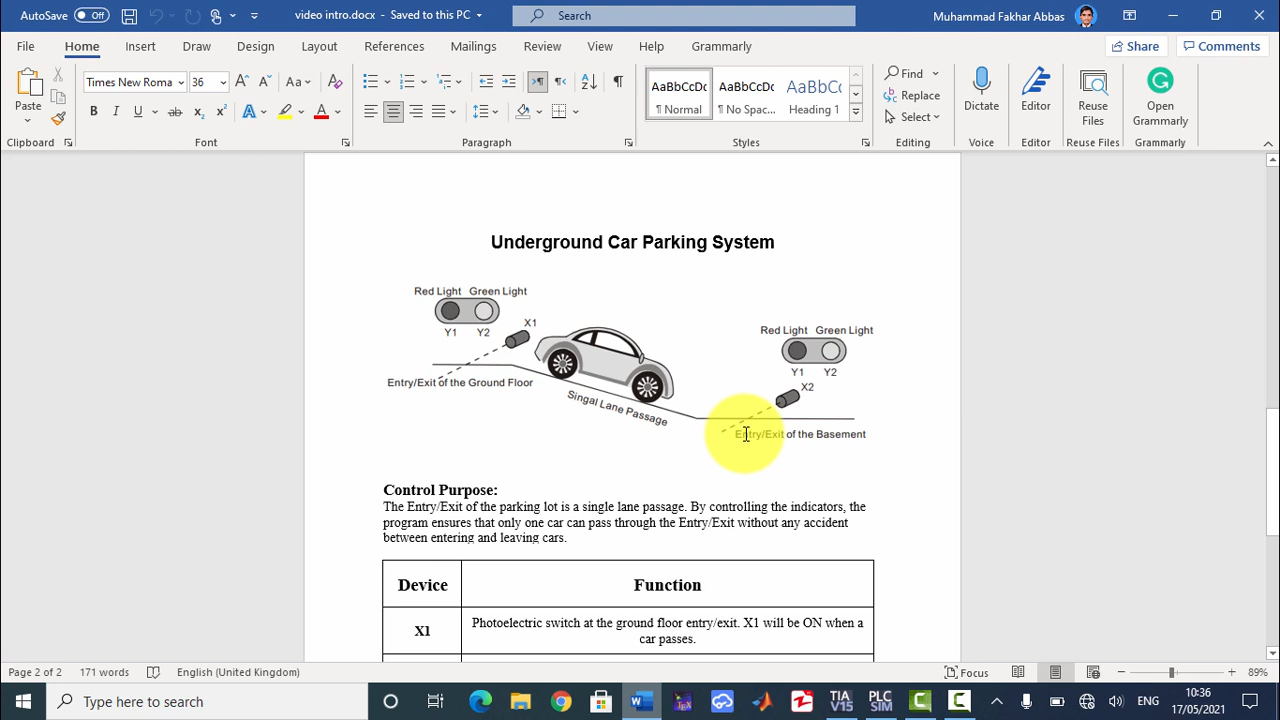 AutoSave Off video intro.docx - Saved to this PC Search Muhammad Fakhar Abbas
File Home Insert Draw Design Layout References Mailings Review View Help Grammarly Share Comments
Times New Roma 36 Aa AaBbCcDc AaBbCcDc AaBbCcDc Find
Paste B I U ab x₂ x² A A ¶ Normal ¶ No Spac... Heading 1 Replace Dictate Editor Reuse Files Open Grammarly
Select
Clipboard Font Paragraph Styles Editing Voice Editor Reuse Files Grammarly
Underground Car Parking System
Red Light Green Light
X1
Y1 Y2
Red Light Green Light
Y1 Y2
Entry/Exit of the Ground Floor
X2
Singal Lane Passage
Entry/Exit of the Basement
Control Purpose:
The Entry/Exit of the parking lot is a single lane passage. By controlling the indicators, the
program ensures that only one car can pass through the Entry/Exit without any accident
between entering and leaving cars.
Device Function
X1 Photoelectric switch at the ground floor entry/exit. X1 will be ON when a
car passes.
Page 2 of 2 171 words English (United Kingdom) Focus 89%
Type here to search TIA V15 PLC SIM ENG 10:36
17/05/2021